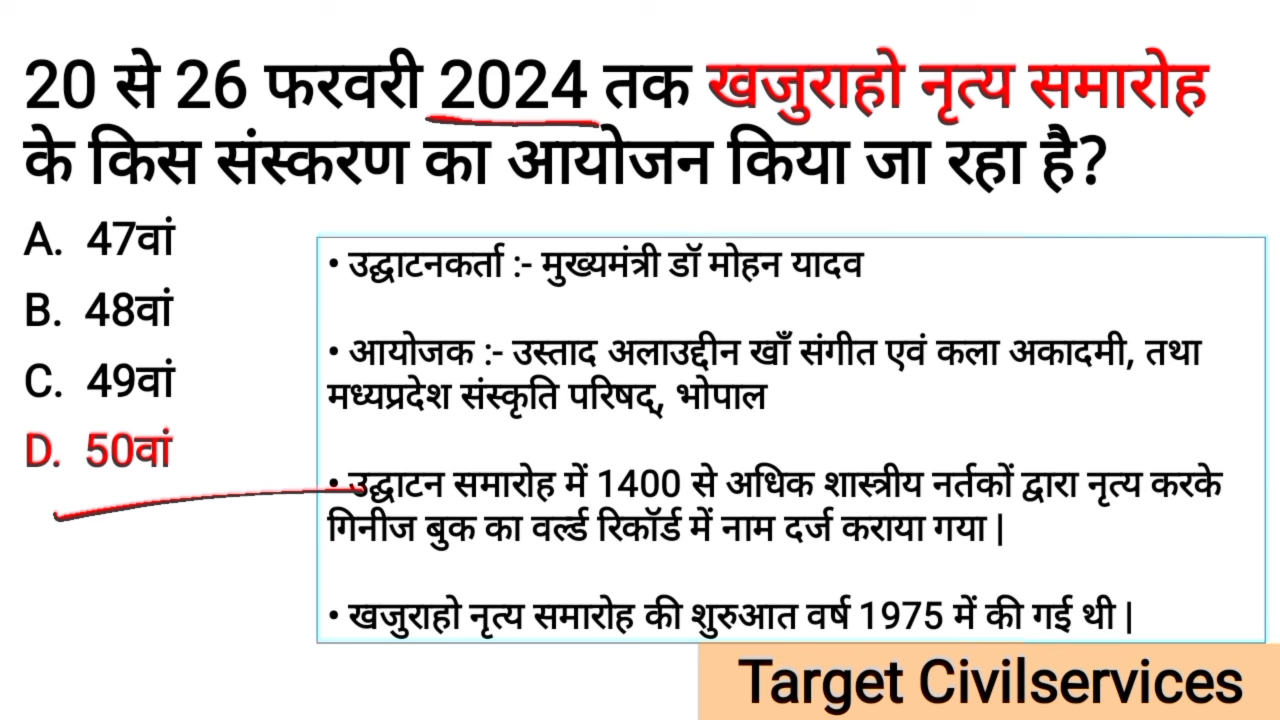 20 से 26 फरवरी 2024 तक खजुराहो नृत्य समारोह
के किस संस्करण का आयोजन किया जा रहा है?
A. 47वां
B. 48वां
C. 49वां
D. 50वां
• उद्घाटनकर्ता :- मुख्यमंत्री डॉ मोहन यादव
• आयोजक :- उस्ताद अलाउद्दीन खाँ संगीत एवं कला अकादमी, तथा
मध्यप्रदेश संस्कृति परिषद्, भोपाल
• उद्घाटन समारोह में 1400 से अधिक शास्त्रीय नर्तकों द्वारा नृत्य करके
गिनीज बुक का वर्ल्ड रिकॉर्ड में नाम दर्ज कराया गया |
• खजुराहो नृत्य समारोह की शुरुआत वर्ष 1975 में की गई थी |
Target Civilservices